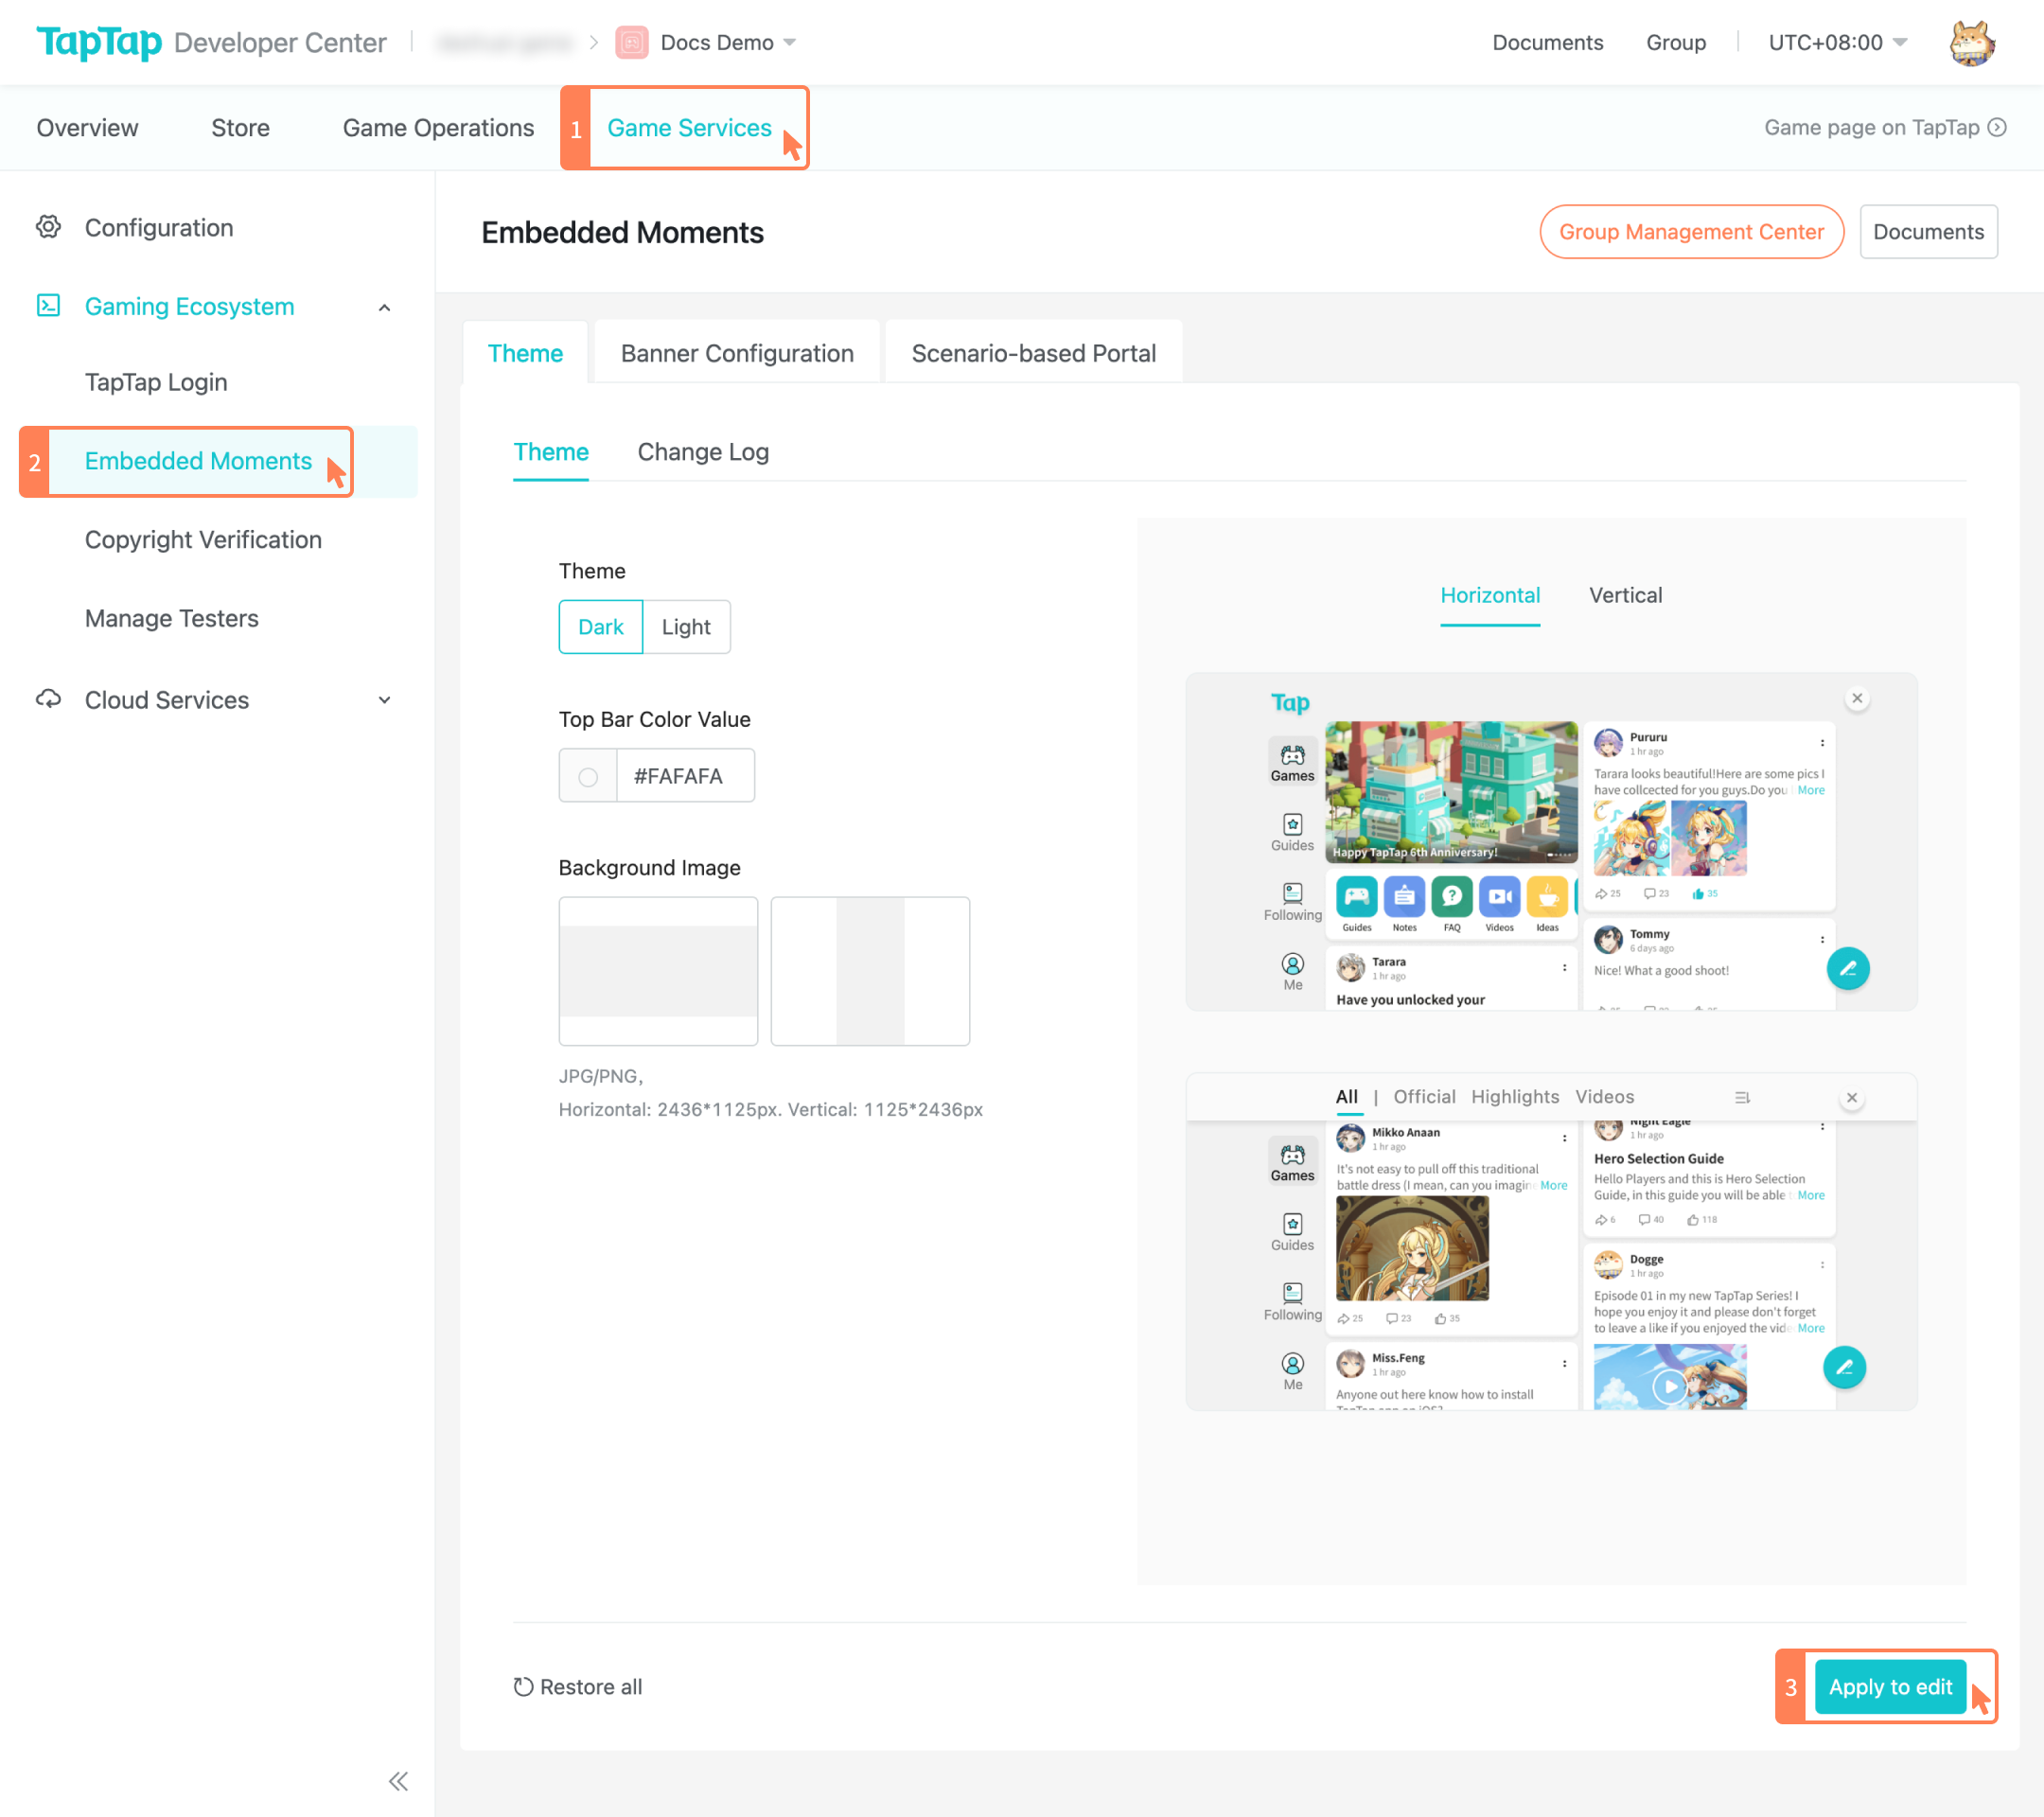 TapTap Developer Center
Docs Demo
Documents
Group
UTC+08:00
Overview
Store
Game Operations
1
Game Services
Game page on TapTap
Configuration
Gaming Ecosystem
TapTap Login
2
Embedded Moments
Copyright Verification
Manage Testers
Cloud Services
Embedded Moments
Group Management Center
Documents
Theme
Banner Configuration
Scenario-based Portal
Theme
Change Log
Theme
Dark
Light
Top Bar Color Value
#FAFAFA
Background Image
JPG/PNG,
Horizontal: 2436*1125px. Vertical: 1125*2436px
Horizontal
Vertical
Tap
Games
Guides
Following
Me
Happy TapTap 6th Anniversary!
Guides
Notes
FAQ
Videos
Ideas
Tarara
1 hr ago
Have you unlocked your
Pururu
1 hr ago
Tarara looks beautiful!Here are some pics I
have collcected for you guys.Do you More
25
23
35
Tommy
6 days ago
Nice! What a good shoot!
All | Official Highlights Videos
Games
Guides
Following
Me
Mikko Anaan
1 hr ago
It's not easy to pull off this traditional
battle dress (I mean, can you imagine More
25
23
35
Miss.Feng
1 hr ago
Anyone out here know how to install
Night Eagle
1 hr ago
Hero Selection Guide
Hello Players and this is Hero Selection
Guide, in this guide you will be able More
6
40
118
Dogge
1 hr ago
Episode 01 in my new TapTap Series! I
hope you enjoy it and please don't forget
to leave a like if you enjoyed the vide More
Restore all
3
Apply to edit